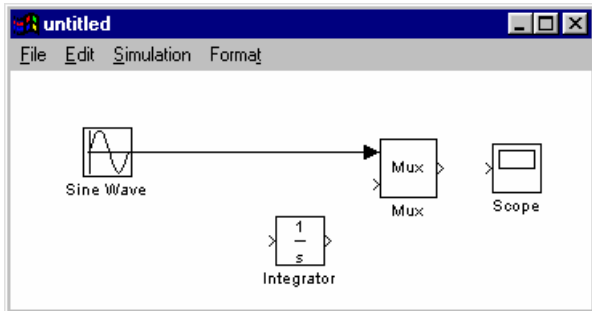 untitled
File Edit Simulation Format
Sine Wave
Mux
Mux
Scope
1
s
Integrator